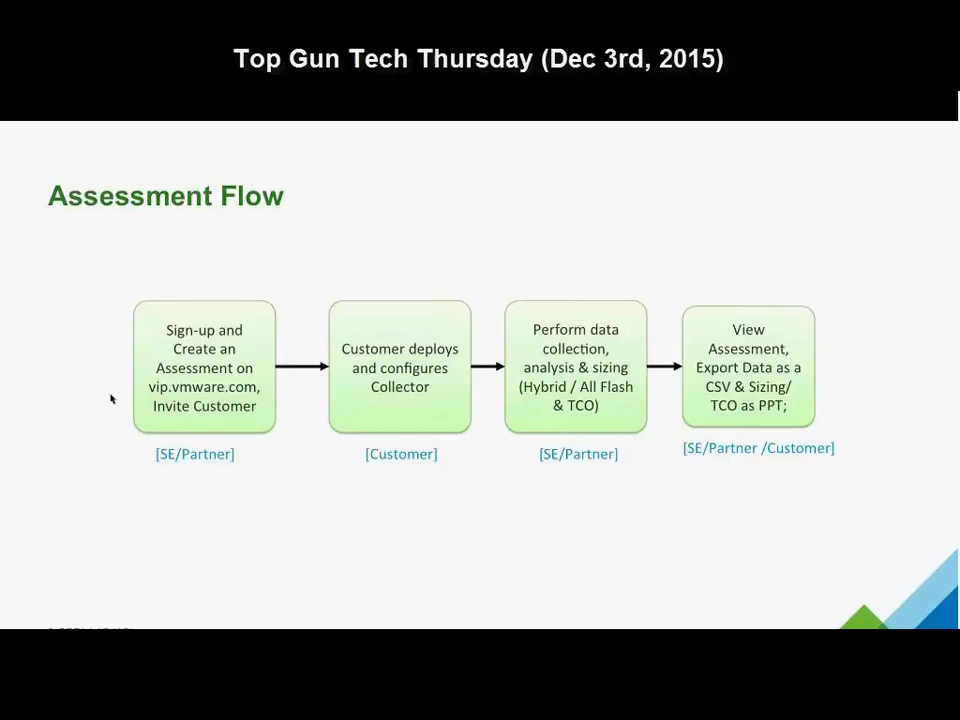 Top Gun Tech Thursday (Dec 3rd, 2015)
Assessment Flow
Sign-up and
Create an
Assessment on
vip.vmware.com,
Invite Customer
[SE/Partner]
Customer deploys
and configures
Collector
[Customer]
Perform data
collection,
analysis & sizing
(Hybrid / All Flash
& TCO)
[SE/Partner]
View
Assessment,
Export Data as a
CSV & Sizing/
TCO as PPT;
[SE/Partner /Customer]